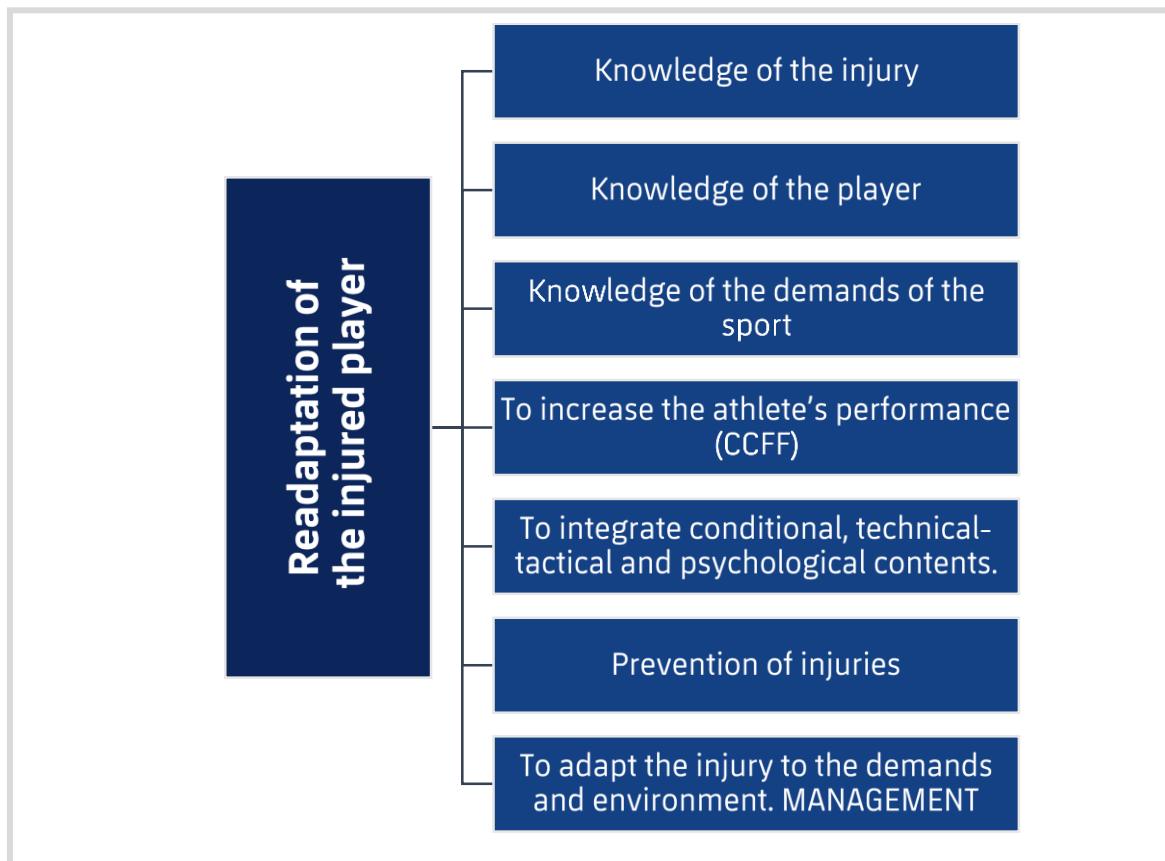 Readaptation of
the injured player
Knowledge of the injury
Knowledge of the player
Knowledge of the demands of the
sport
To increase the athlete’s performance
(CCFF)
To integrate conditional, technical-
tactical and psychological contents.
Prevention of injuries
To adapt the injury to the demands
and environment. MANAGEMENT